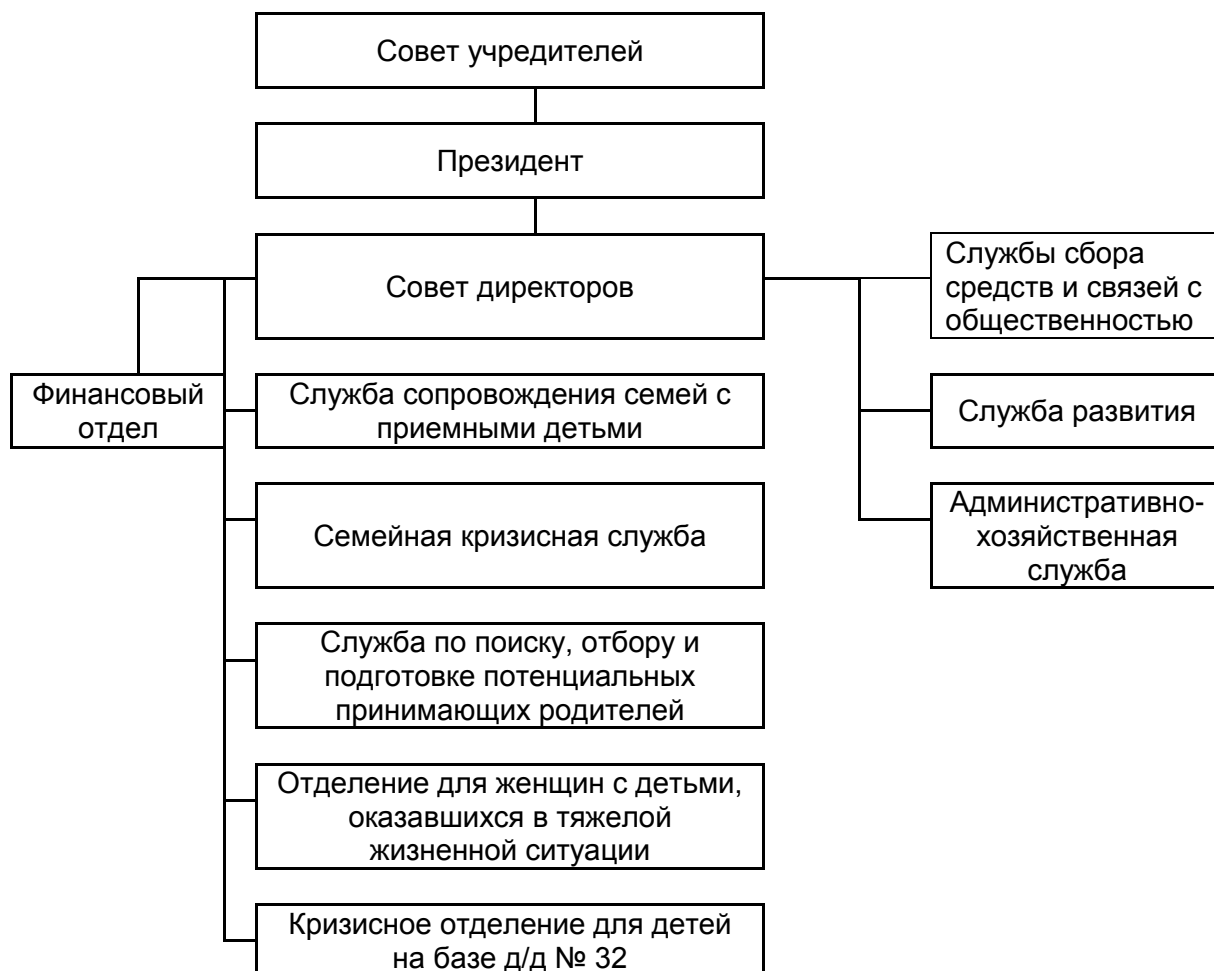 Совет учредителей
Президент
Совет директоров
Службы сбора
средств и связей с
общественностью
Финансовый
отдел
Служба сопровождения семей с
приемными детьми
Служба развития
Семейная кризисная служба
Административно-
хозяйственная
служба
Служба по поиску, отбору и
подготовке потенциальных
принимающих родителей
Отделение для женщин с детьми,
оказавшихся в тяжелой
жизненной ситуации
Кризисное отделение для детей
на базе д/д № 32